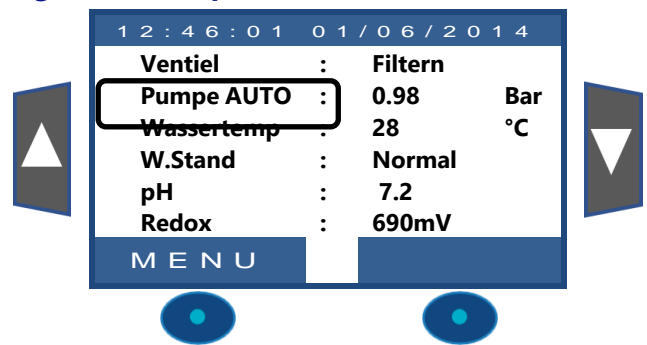 12:46:01 01/06/2014
Ventiel : Filtern
Pumpe AUTO : 0.98 Bar
Wassertemp : 28 °C
W.Stand : Normal
pH : 7.2
Redox : 690mV
MENU